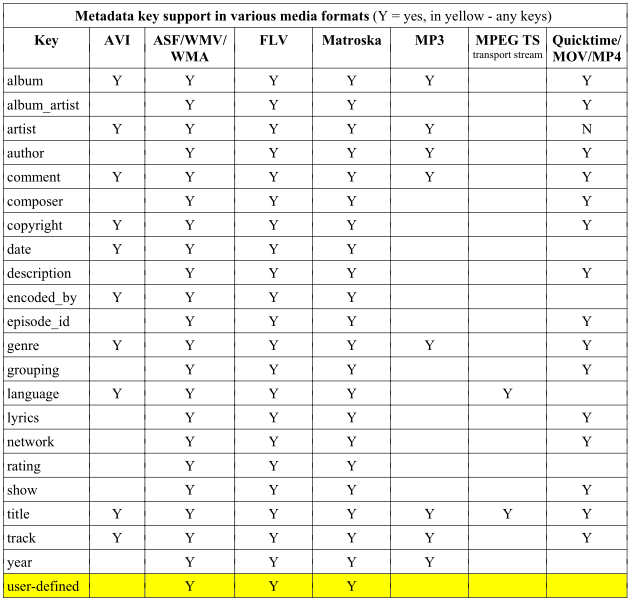 Metadata key support in various media formats (Y = yes, in yellow - any keys)
Key AVI ASF/WMV/ FLV Matroska MP3 MPEG TS Quicktime/
WMA transport stream MOV/MP4
album Y Y Y Y Y Y
album_artist Y Y Y Y
artist Y Y Y Y Y N
author Y Y Y Y Y
comment Y Y Y Y Y Y
composer Y Y Y Y
copyright Y Y Y Y Y
date Y Y Y Y
description Y Y Y Y
encoded_by Y Y Y Y
episode_id Y Y Y Y
genre Y Y Y Y Y Y
grouping Y Y Y Y
language Y Y Y Y Y
lyrics Y Y Y Y
network Y Y Y Y
rating Y Y Y
show Y Y Y Y
title Y Y Y Y Y Y Y
track Y Y Y Y Y Y
year Y Y Y Y
user-defined Y Y Y